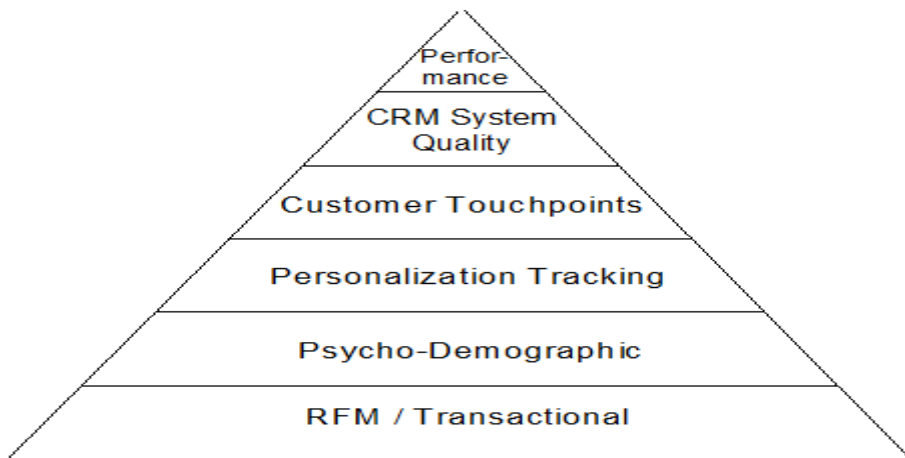 Perfor-
mance
CRM System
Quality
Customer Touchpoints
Personalization Tracking
Psycho-Demographic
RFM / Transactional